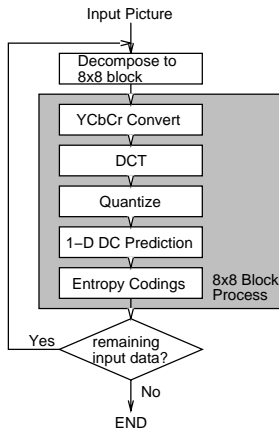 Input Picture
Decompose to
8x8 block
YCbCr Convert
DCT
Quantize
1−D DC Prediction
Entropy Codings
8x8 Block
Process
Yes
remaining
input data?
No
END